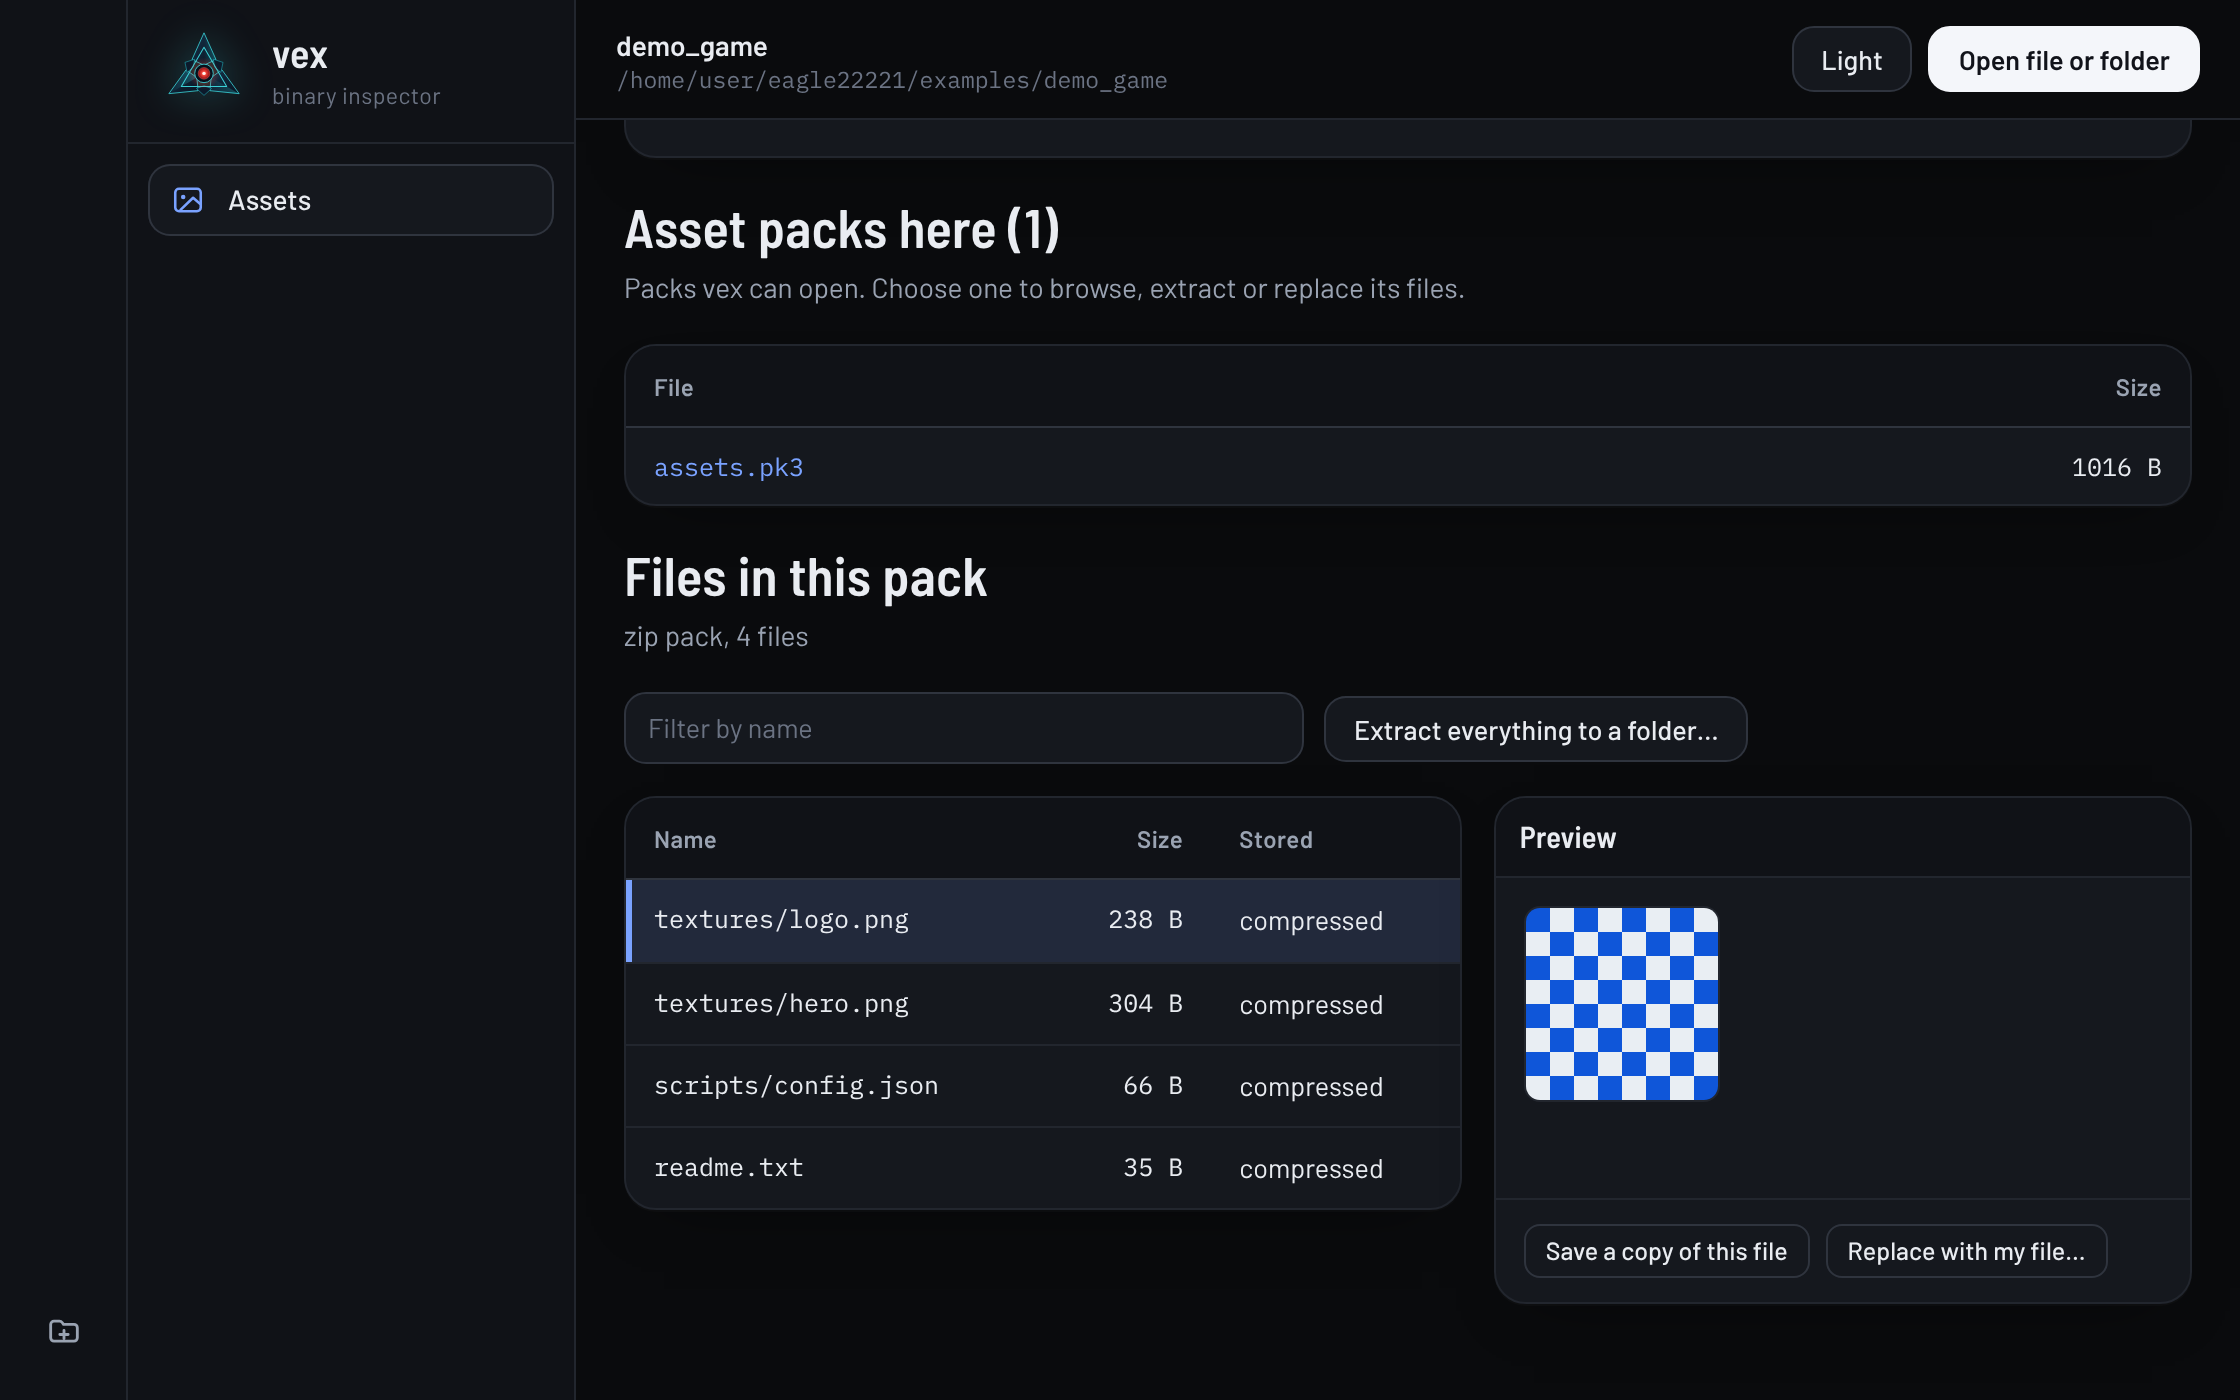 vex
binary inspector
Assets
demo_game
/home/user/eagle22221/examples/demo_game
Light
Open file or folder
Asset packs here (1)
Packs vex can open. Choose one to browse, extract or replace its files.
File Size
assets.pk3 1016 B
Files in this pack
zip pack, 4 files
Filter by name
Extract everything to a folder...
Name Size Stored
textures/logo.png 238 B compressed
textures/hero.png 304 B compressed
scripts/config.json 66 B compressed
readme.txt 35 B compressed
Preview
Save a copy of this file
Replace with my file...